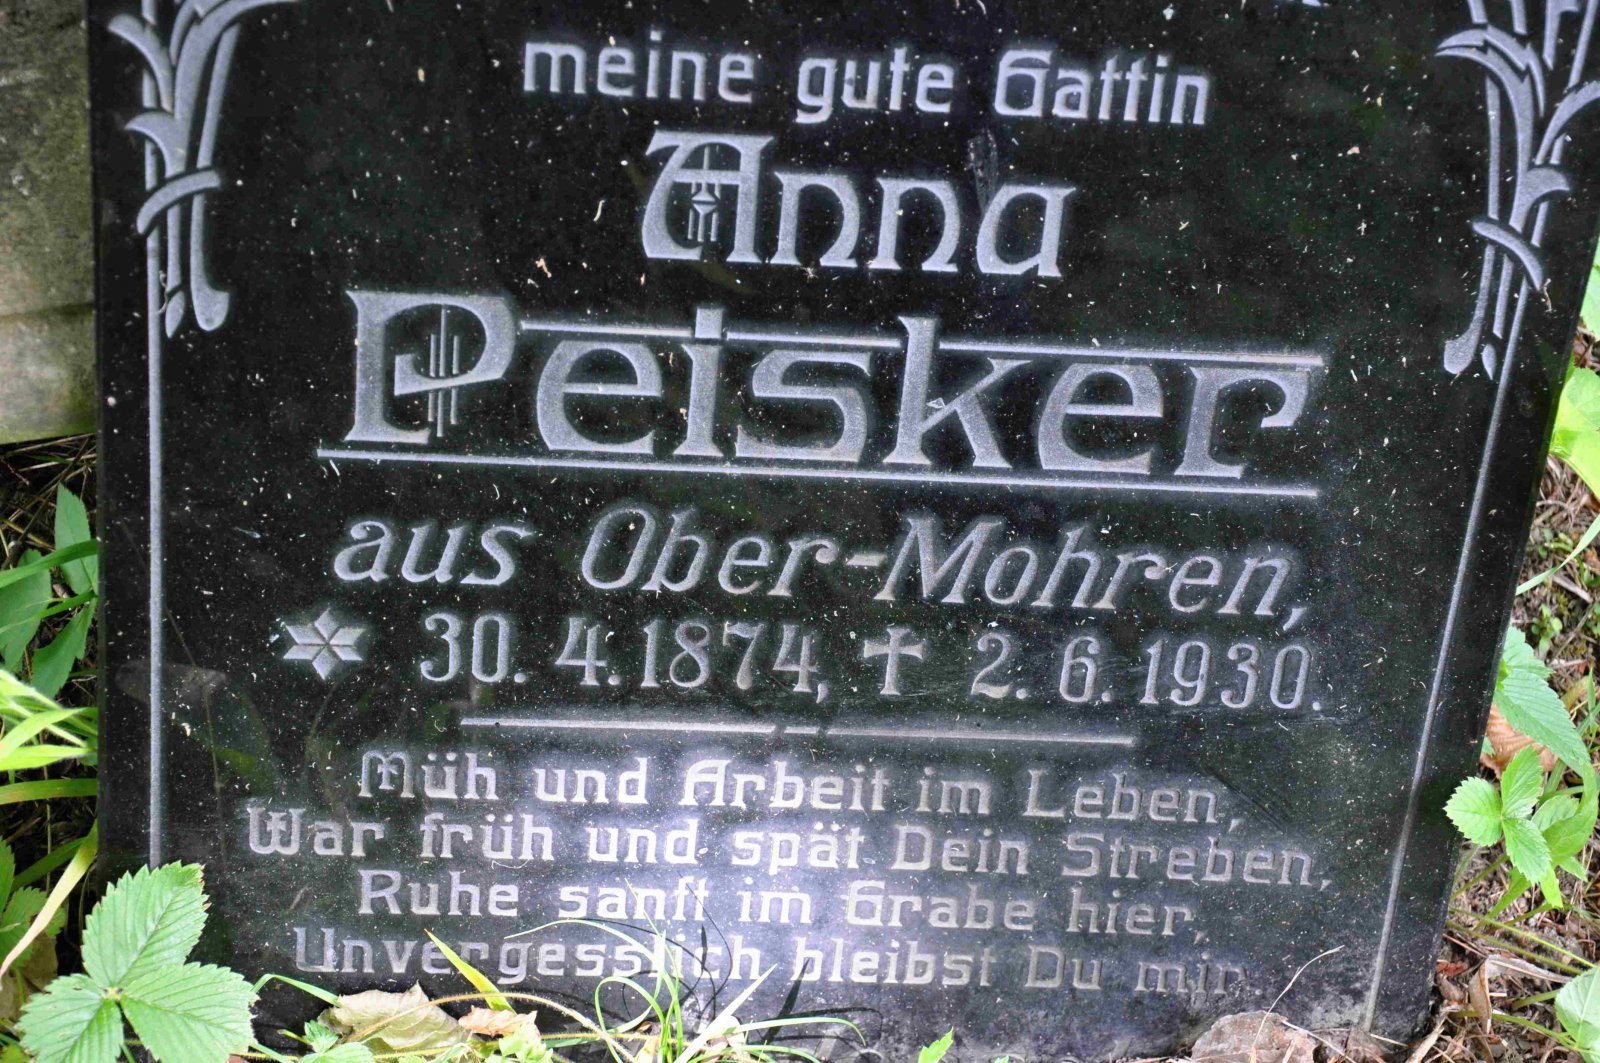 meine gute Gattin
Anna
Peisker
aus Ober-Mohren,
30. 4. 1874, † 2. 6. 1930.
Müh und Arbeit im Leben,
War früh und spät Dein Streben,
Ruhe sanft im Grabe hier,
Unvergesslich bleibst Du mir.